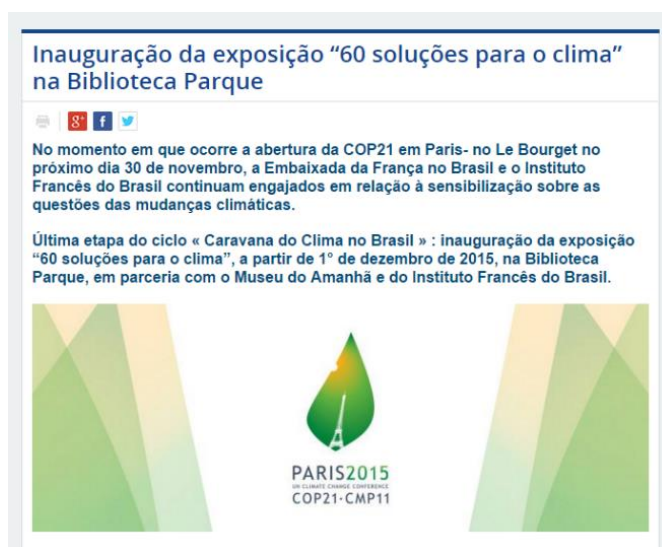 Inauguração da exposição “60 soluções para o clima”
na Biblioteca Parque
8+ f
No momento em que ocorre a abertura da COP21 em Paris- no Le Bourget no
próximo dia 30 de novembro, a Embaixada da França no Brasil e o Instituto
Francês do Brasil continuam engajados em relação à sensibilização sobre as
questões das mudanças climáticas.
Última etapa do ciclo « Caravana do Clima no Brasil » : inauguração da exposição
“60 soluções para o clima”, a partir de 1° de dezembro de 2015, na Biblioteca
Parque, em parceria com o Museu do Amanhã e do Instituto Francês do Brasil.
PARIS2015
UN CLIMATE CHANGE CONFERENCE
COP21·CMP11